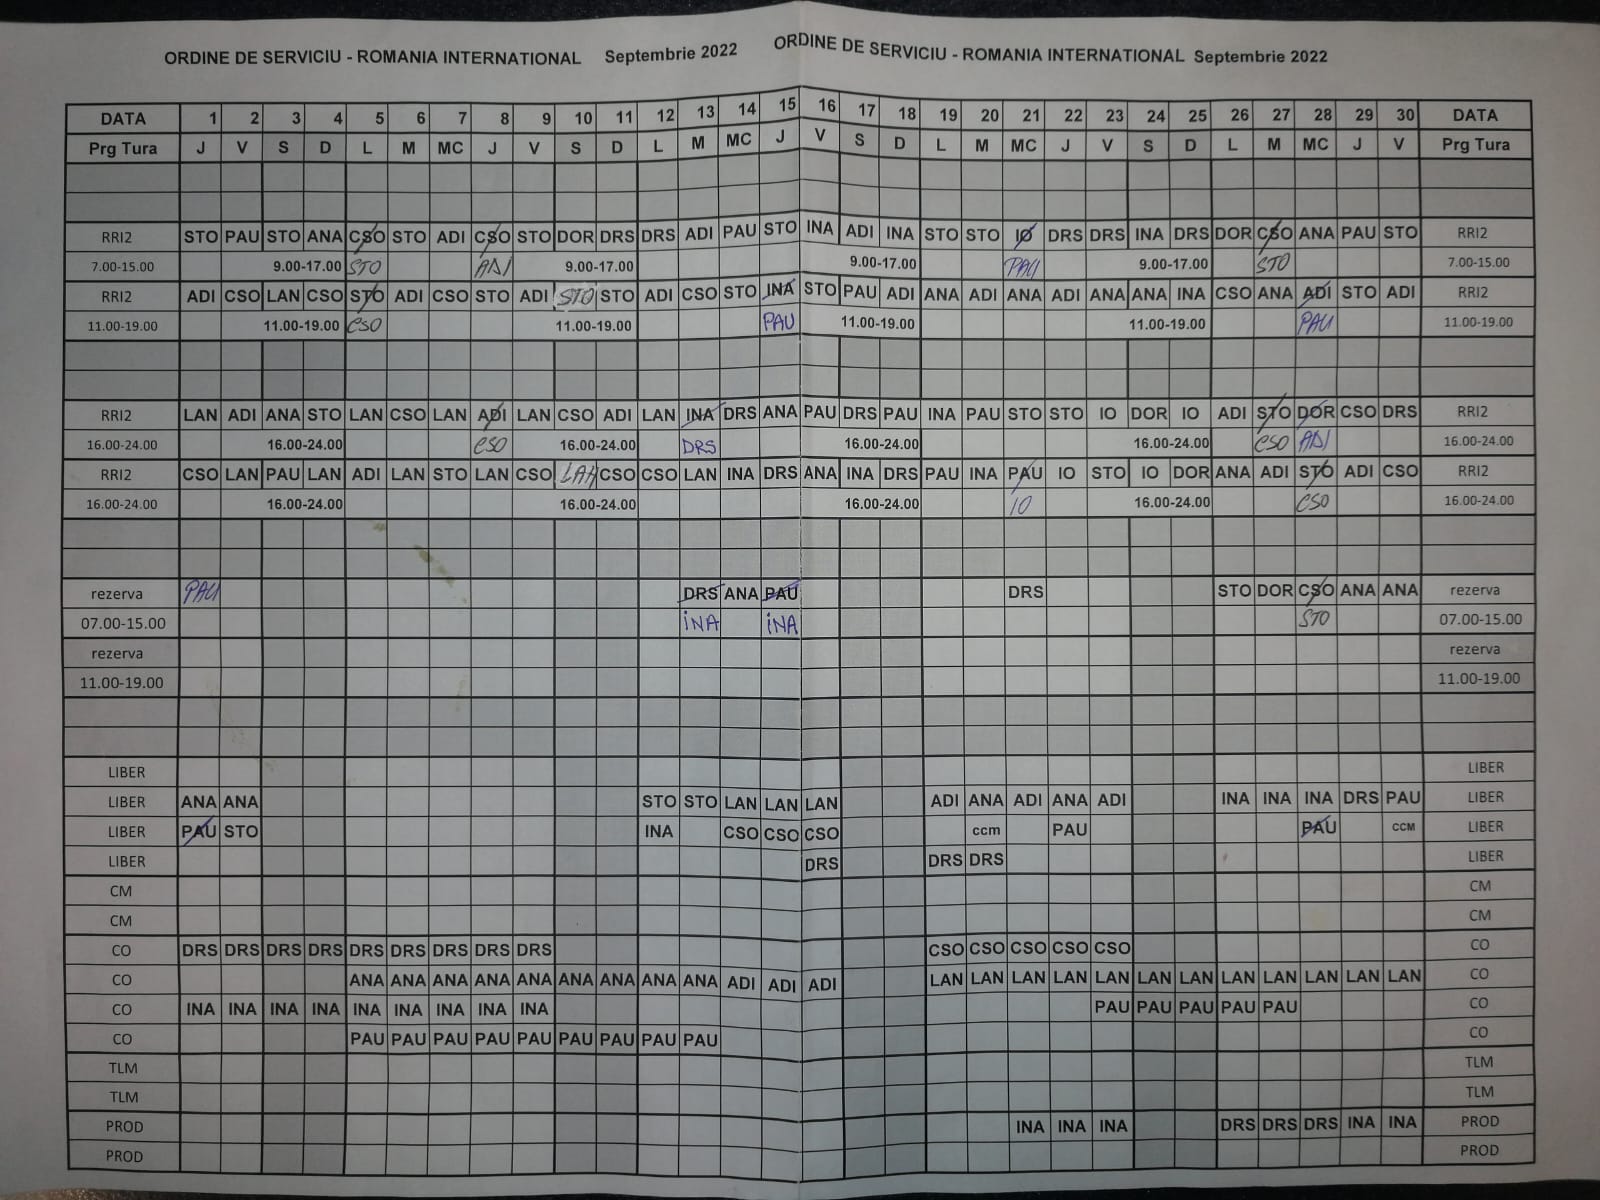 ORDINE DE SERVICIU - ROMANIA INTERNATIONAL Septembrie 2022 ORDINE DE SERVICIU - ROMANIA INTERNATIONAL Septembrie 2022
DATA 1 2 3 4 5 6 7 8 9 10 11 12 13 14 15 16 17 18 19 20 21 22 23 24 25 26 27 28 29 30 DATA
Prg Tura J V S D L M MC J V S D L M MC J V S D L M MC J V S D L M MC J V Prg Tura
RRI2 STO PAU STO ANA CSO STO ADI CSO STO DOR DRS DRS ADI PAU STO INA ADI INA STO STO IO DRS DRS INA DRS DOR CSO ANA PAU STO RRI2
7.00-15.00 9.00-17.00 STO ADI 9.00-17.00 9.00-17.00 PAU 9.00-17.00 STO 7.00-15.00
RRI2 ADI CSO LAN CSO STO ADI CSO STO ADI STO STO ADI CSO STO INA STO PAU ADI ANA ADI ANA ADI ANA ANA INA CSO ANA ADI STO ADI RRI2
11.00-19.00 11.00-19.00 CSO 11.00-19.00 PAU 11.00-19.00 11.00-19.00 PAU 11.00-19.00
RRI2 LAN ADI ANA STO LAN CSO LAN ADI LAN CSO ADI LAN INA DRS ANA PAU DRS PAU INA PAU STO STO IO DOR IO ADI STO DOR CSO DRS RRI2
16.00-24.00 16.00-24.00 CSO 16.00-24.00 DRS 16.00-24.00 16.00-24.00 CSO ADI 16.00-24.00
RRI2 CSO LAN PAU LAN ADI LAN STO LAN CSO LAN CSO CSO LAN INA DRS ANA INA DRS PAU INA PAU IO STO IO DOR ANA ADI STO ADI CSO RRI2
16.00-24.00 16.00-24.00 16.00-24.00 16.00-24.00 IO 16.00-24.00 CSO 16.00-24.00
rezerva PAU DRS ANA PAU DRS STO DOR CSO ANA ANA rezerva
07.00-15.00 iNA iNA STO 07.00-15.00
rezerva rezerva
11.00-19.00 11.00-19.00
LIBER LIBER
LIBER ANA ANA STO STO LAN LAN LAN ADI ANA ADI ANA ADI INA INA INA DRS PAU LIBER
LIBER PAU STO INA CSO CSO CSO ccm PAU PAU CCM LIBER
LIBER DRS DRS DRS LIBER
CM CM
CM CM
CO DRS DRS DRS DRS DRS DRS DRS DRS DRS CSO CSO CSO CSO CSO CO
CO ANA ANA ANA ANA ANA ANA ANA ANA ANA ADI ADI ADI LAN LAN LAN LAN LAN LAN LAN LAN LAN LAN LAN LAN CO
CO INA INA INA INA INA INA INA INA INA PAU PAU PAU PAU PAU CO
CO PAU PAU PAU PAU PAU PAU PAU PAU PAU CO
TLM TLM
TLM TLM
PROD INA INA INA DRS DRS DRS INA INA PROD
PROD PROD